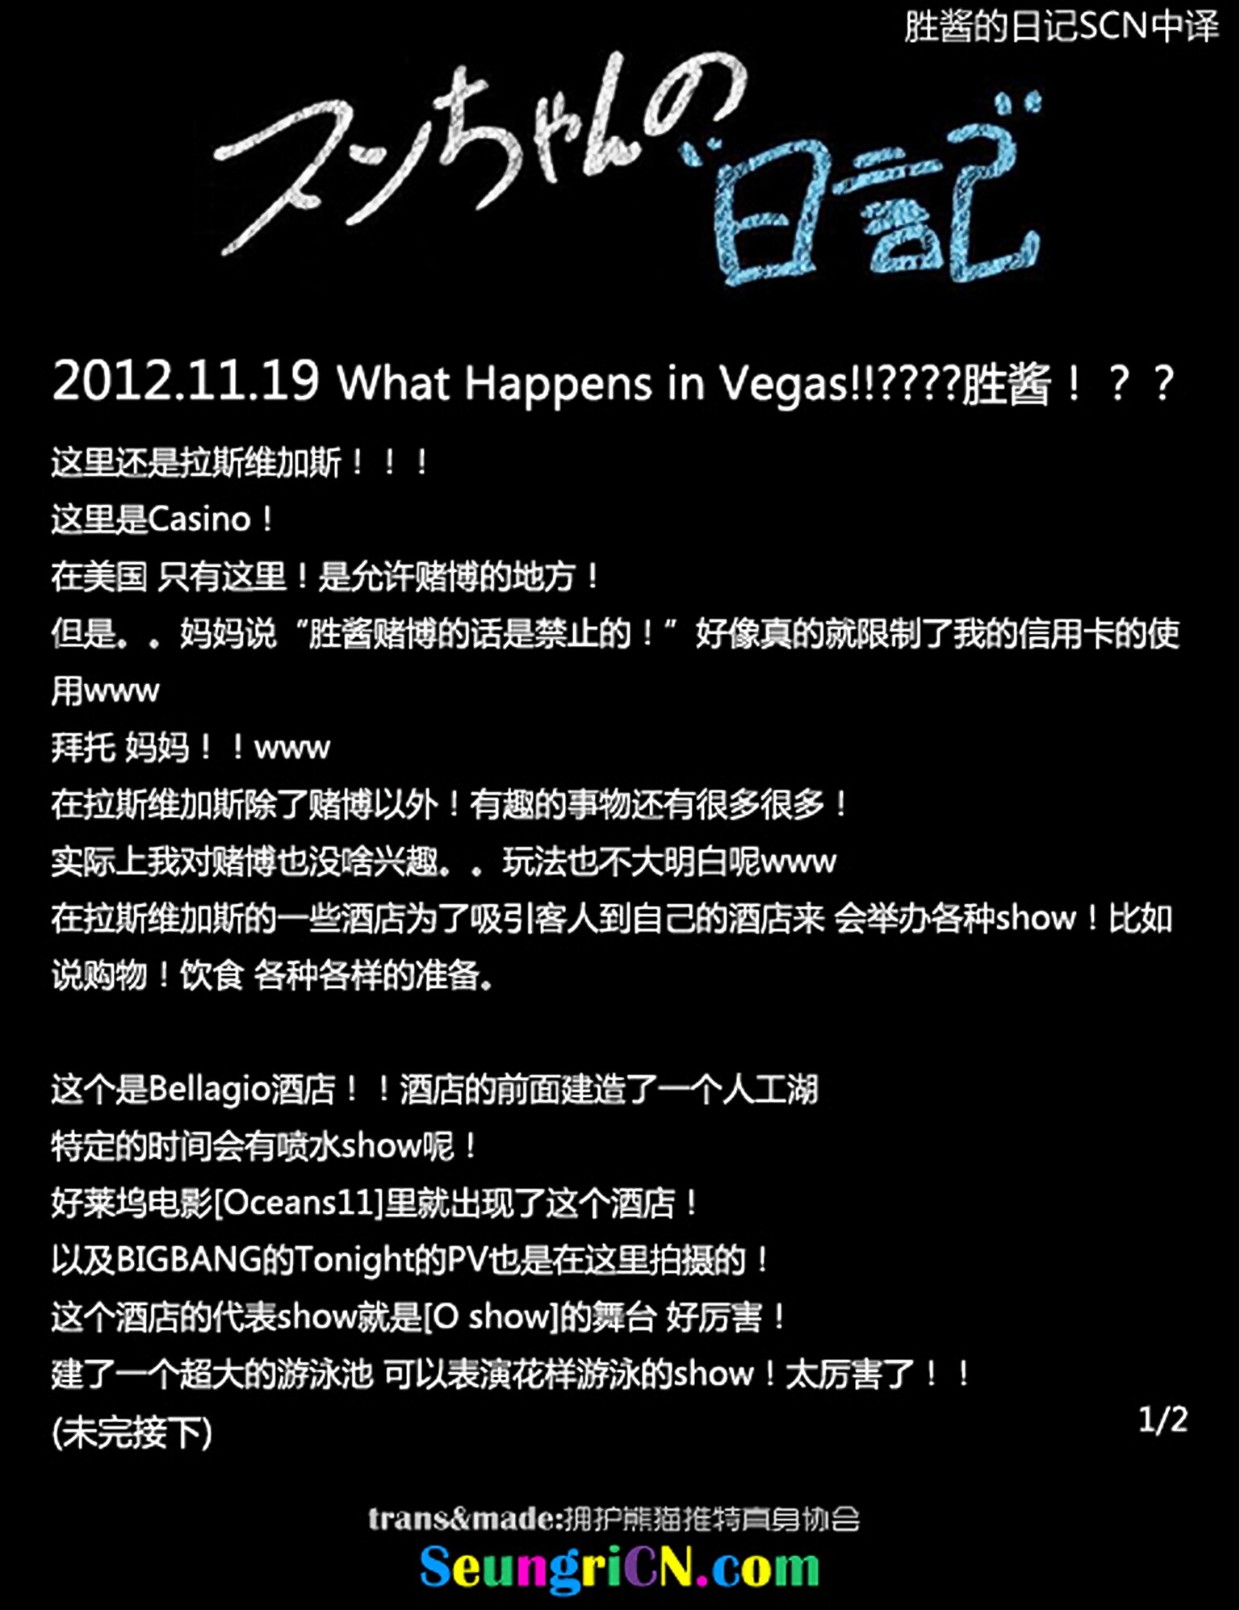 胜酱的日记SCN中译
スンちゃんの
日記
2012.11.19 What Happens in Vegas!!????胜酱！？？
这里还是拉斯维加斯！！！
这里是Casino！
在美国 只有这里！是允许赌博的地方！
但是。。妈妈说“胜酱赌博的话是禁止的！”好像真的就限制了我的信用卡的使
用www
拜托 妈妈！！www
在拉斯维加斯除了赌博以外！有趣的事物还有很多很多！
实际上我对赌博也没啥兴趣。。玩法也不大明白呢www
在拉斯维加斯的一些酒店为了吸引客人到自己的酒店来 会举办各种show！比如
说购物！饮食 各种各样的准备。
这个是Bellagio酒店！！酒店的前面建造了一个人工湖
特定的时间会有喷水show呢！
好莱坞电影[Oceans11]里就出现了这个酒店！
以及BIGBANG的Tonight的PV也是在这里拍摄的！
这个酒店的代表show就是[O show]的舞台 好厉害！
建了一个超大的游泳池 可以表演花样游泳的show！太厉害了！！
(未完接下)
1/2
trans&made:拥护熊猫推特真身协会
SeungriCN.com